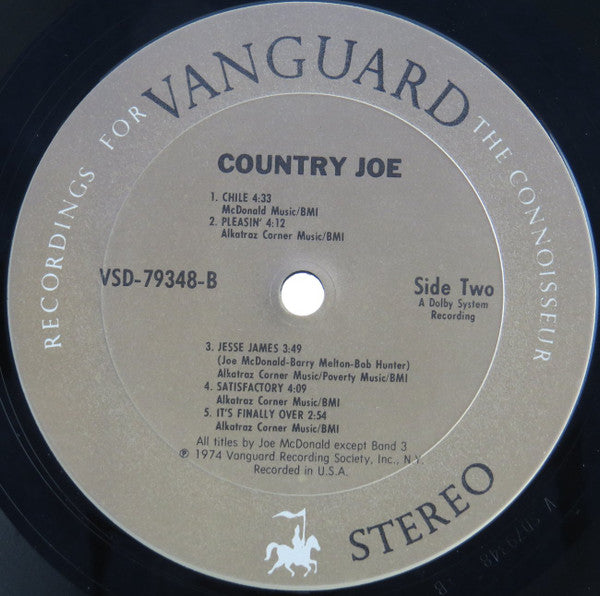 RECORDINGS FOR VANGUARD THE CONNOISSEUR
COUNTRY JOE
1. CHILE 4:33
McDonald Music/BMI
2. PLEASIN' 4:12
Alkatraz Corner Music/BMI
VSD-79348-B
Side Two
A Dolby System
Recording
3. JESSE JAMES 3:49
(Joe McDonald-Barry Melton-Bob Hunter)
Alkatraz Corner Music/Poverty Music/BMI
4. SATISFACTORY 4:09
Alkatraz Corner Music/BMI
5. IT'S FINALLY OVER 2:54
Alkatraz Corner Music/BMI
All titles by Joe McDonald except Band 3
℗ 1974 Vanguard Recording Society, Inc., N.Y.
Recorded in U.S.A.
STEREO